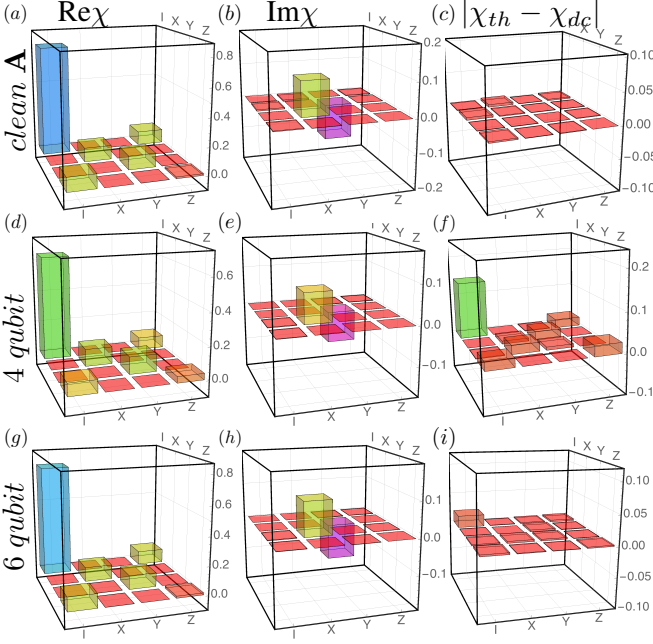 Reχ Imχ |χ_th − χ_dc|
(a) I X Y Z (b) I X Y Z (c) X Y Z
clean A
0.8 0.2 0.10
0.6 0.1 0.05
0.4 0.00
0.2 −0.1 −0.05
0.0 −0.2 −0.10
I X Y Z I X Y Z I X Y Z
(d) I X Y Z (e) I X Y Z (f) I X Y Z
4 qubit
0.6 0.1 0.2
0.4 0.0 0.1
0.2 0.0
0.0 −0.1 −0.1
I X Y Z I X Y Z I X Y Z
(g) I X Y Z (h) I X Y Z (i) I X Y Z
6 qubit
0.8 0.1 0.10
0.6 0.0 0.05
0.4 0.00
0.2 −0.1 −0.05
0.0 −0.10
I X Y Z I X Y Z I X Y Z